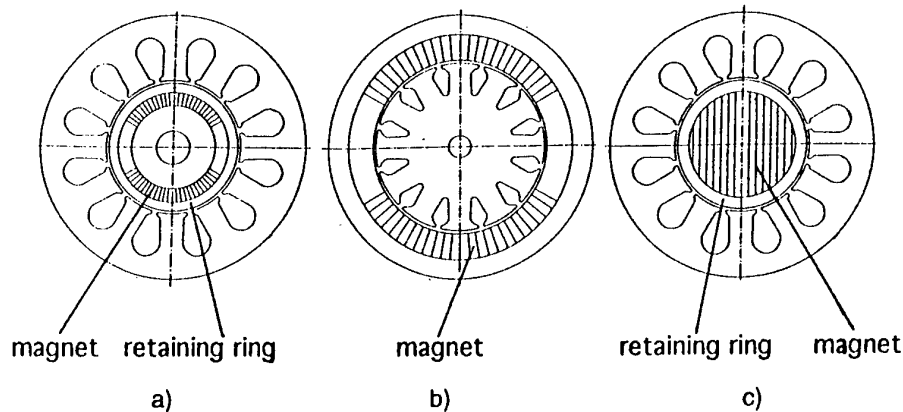 magnet retaining ring
magnet
retaining ring magnet
a)
b)
c)